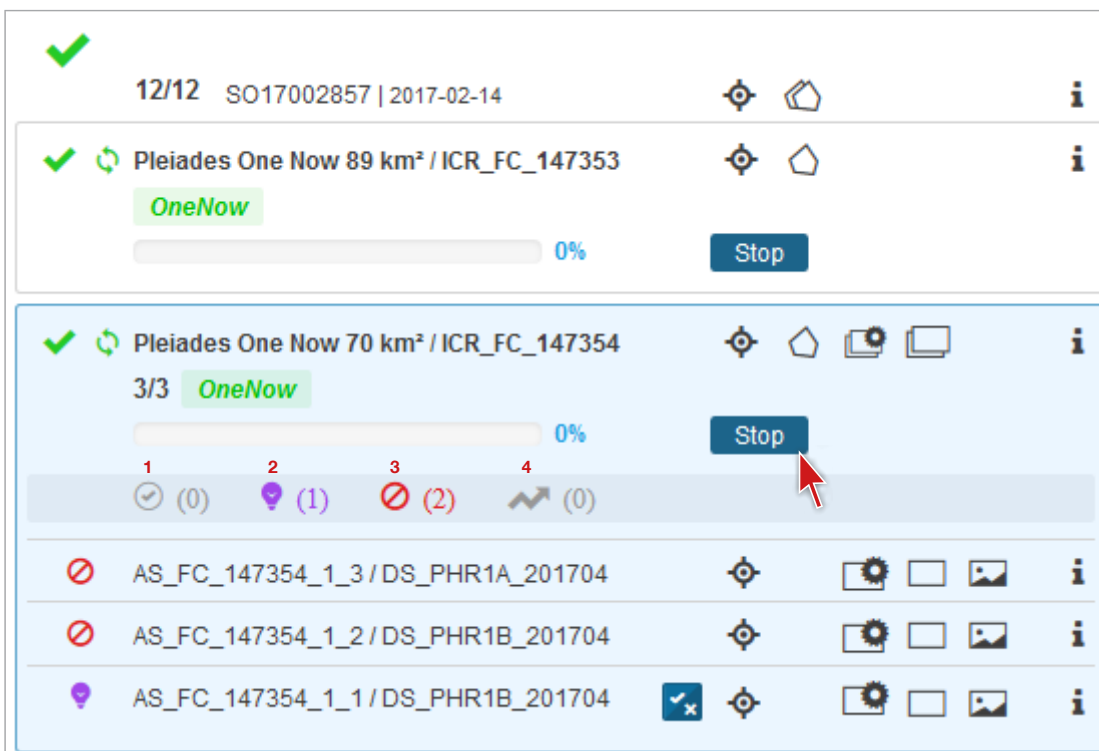 12/12 SO17002857 | 2017-02-14
Pleiades One Now 89 km² / ICR_FC_147353
OneNow
0% Stop
Pleiades One Now 70 km² / ICR_FC_147354
3/3 OneNow
0% Stop
1 2 3 4
(0) (1) (2) (0)
AS_FC_147354_1_3 / DS_PHR1A_201704
AS_FC_147354_1_2 / DS_PHR1B_201704
AS_FC_147354_1_1 / DS_PHR1B_201704